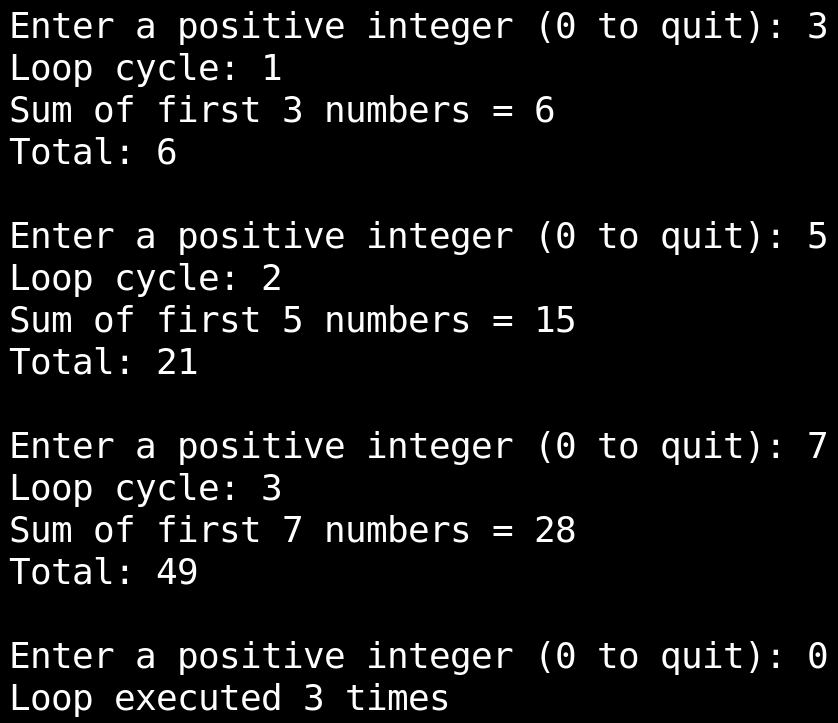 Enter a positive integer (0 to quit): 3
Loop cycle: 1
Sum of first 3 numbers = 6
Total: 6

Enter a positive integer (0 to quit): 5
Loop cycle: 2
Sum of first 5 numbers = 15
Total: 21

Enter a positive integer (0 to quit): 7
Loop cycle: 3
Sum of first 7 numbers = 28
Total: 49

Enter a positive integer (0 to quit): 0
Loop executed 3 times